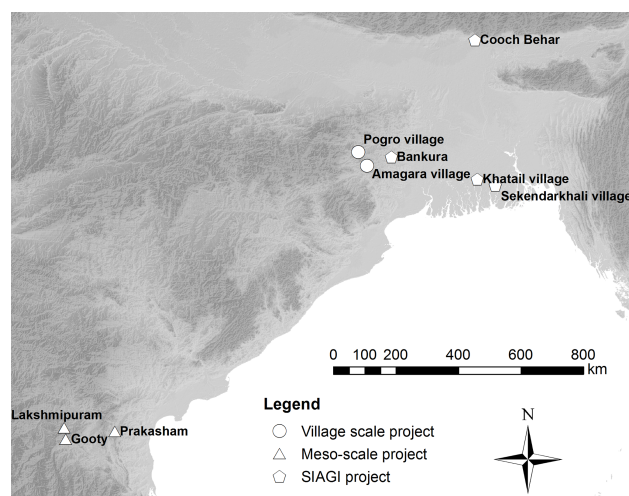 Cooch Behar
Pogro village
Bankura
Amagara village
Khatail village
Sekendarkhali village
0 100 200 400 600 800
km
Legend
Village scale project
Meso-scale project
SIAGI project
N
Lakshmipuram
Gooty
Prakasham